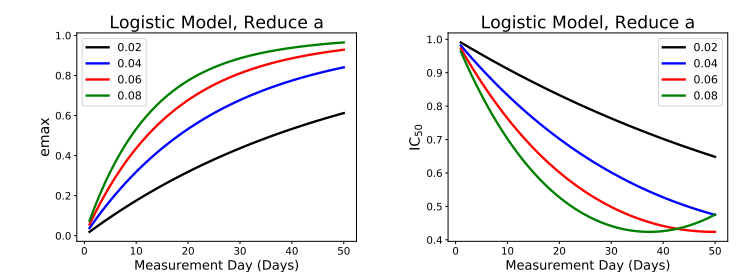 Logistic Model, Reduce a
emax
1.0
0.8
0.6
0.4
0.2
0.0
0.02
0.04
0.06
0.08
0 10 20 30 40 50
Measurement Day (Days)
Logistic Model, Reduce a
IC50
1.0
0.9
0.8
0.7
0.6
0.5
0.4
0.02
0.04
0.06
0.08
0 10 20 30 40 50
Measurement Day (Days)